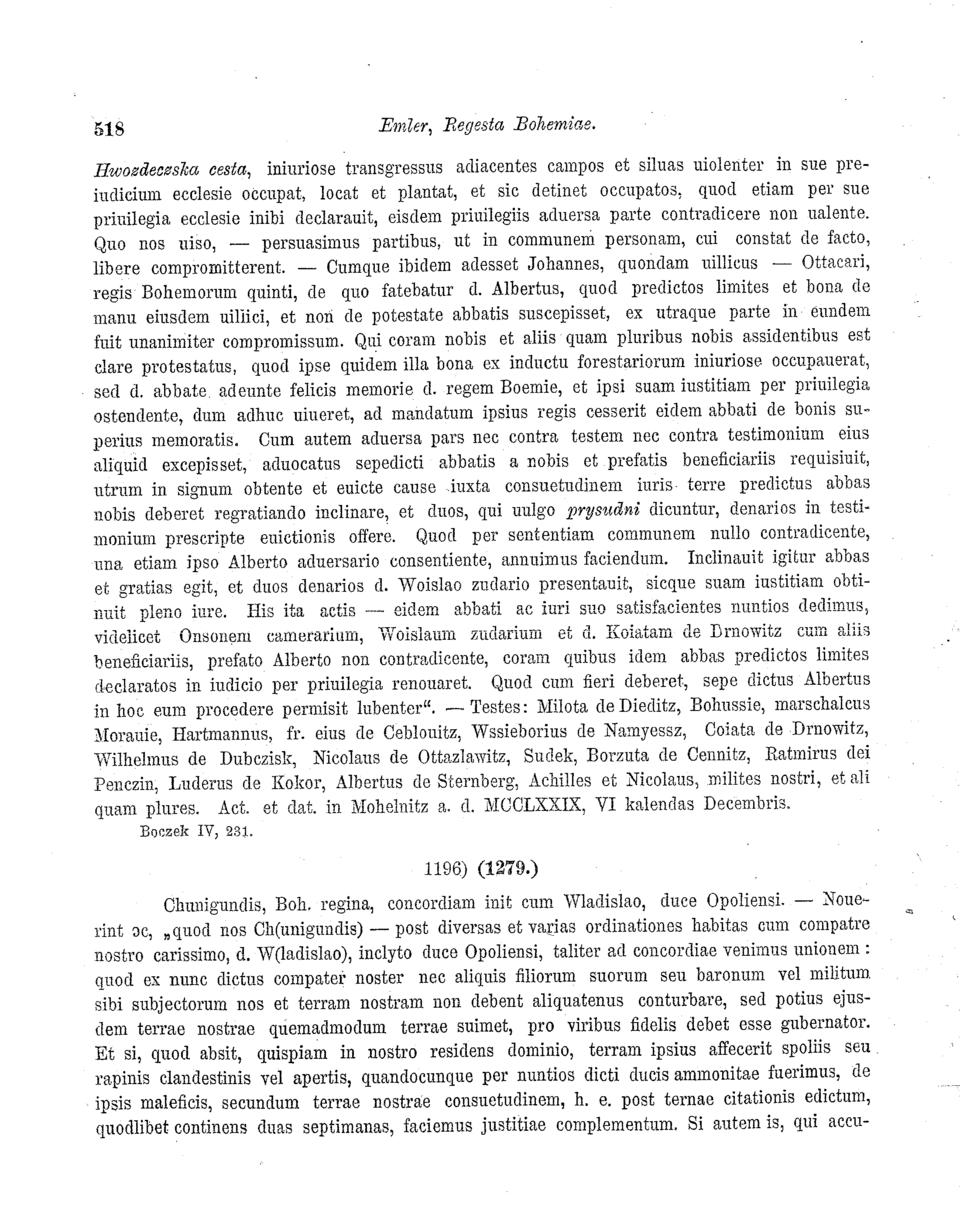 518
Emler, Regesta Bohemiae.
Hwozdeczska cesta, iniuriose transgressus adiacentes campos et siluas uiolenter in sue pre-
iudicium ecclesie occupat, locat et plantat, et sic detinet occupatos, quod etiam per sue
priuilegia ecclesie inibi declarauit, eisdem priuilegiis aduersa parte contradicere non ualente.
Quo nos uiso, — persuasimus partibus, ut in communem personam, cui constat de facto,
libere compromitterent. — Cumque ibidem adesset Johannes, quondam uillicus — Ottacari,
regis Bohemorum quinti, de quo fatebatur d. Albertus, quod predictos limites et bona de
manu eiusdem uillici, et non de potestate abbatis suscepisset, ex utraque parte in eundem
fuit unanimiter compromissum. Qui coram nobis et aliis quam pluribus nobis assidentibus est
clare protestatus, quod ipse quidem illa bona ex inductu forestariorum iniuriose occupauerat,
sed d. abbate adeunte felicis memorie d. regem Boemie, et ipsi suam iustitiam per priuilegia
ostendente, dum adhuc uiueret, ad mandatum ipsius regis cesserit eidem abbati de bonis su-
perius memoratis. Cum autem aduersa pars nec contra testem nec contra testimonium eius
aliquid excepisset, aduocatus sepedicti abbatis a nobis et prefatis beneficiariis requisiuit,
utrum in signum obtente et euicte cause iuxta consuetudinem iuris terre predictus abbas
nobis deberet regratiando inclinare, et duos, qui uulgo prysudni dicuntur, denarios in testi-
monium prescripte euictionis offere. Quod per sententiam communem nullo contradicente,
una etiam ipso Alberto aduersario consentiente, annuimus faciendum. Inclinauit igitur abbas
et gratias egit, et duos denarios d. Woislao zudario presentauit, sicque suam iustitiam obti-
nuit pleno iure. His ita actis — eidem abbati ac iuri suo satisfacientes nuntios dedimus,
videlicet Onsonem camerarium, Woislaum zudarium et d. Koiatam de Drnowitz cum aliis
beneficiariis, prefato Alberto non contradicente, coram quibus idem abbas predictos limites
declaratos in iudicio per priuilegia renouaret. Quod cum fieri deberet, sepe dictus Albertus
in hoc eum procedere permisit lubenter“. — Testes: Milota de Dieditz, Bohussie, marschalcus
Morauie, Hartmannus, fr. eius de Ceblouitz, Wssieborius de Namyessz, Coiata de Drnowitz,
Wilhelmus de Dubczisk, Nicolaus de Ottazlawitz, Sudek, Borzuta de Cennitz, Ratmirus dei
Penczin, Luderus de Kokor, Albertus de Sternberg, Achilles et Nicolaus, milites nostri, et ali
quam plures. Act. et dat. in Mohelnitz a. d. MCCLXXIX, VI kalendas Decembris.
Boczek IV, 231.
1196) (1279.)
Chunigundis, Boh. regina, concordiam init cum Wladislao, duce Opoliensi. — Noue-
rint ɔc, „quod nos Ch(unigundis) — post diversas et varias ordinationes habitas cum compatre
nostro carissimo, d. W(ladislao), inclyto duce Opoliensi, taliter ad concordiae venimus unionem :
quod ex nunc dictus compater noster nec aliquis filiorum suorum seu baronum vel militum
sibi subjectorum nos et terram nostram non debent aliquatenus conturbare, sed potius ejus-
dem terrae nostrae quemadmodum terrae suimet, pro viribus fidelis debet esse gubernator.
Et si, quod absit, quispiam in nostro residens dominio, terram ipsius affecerit spoliis seu
rapinis clandestinis vel apertis, quandocunque per nuntios dicti ducis ammonitae fuerimus, de
ipsis maleficis, secundum terrae nostrae consuetudinem, h. e. post ternae citationis edictum,
quodlibet continens duas septimanas, faciemus justitiae complementum. Si autem is, qui accu-